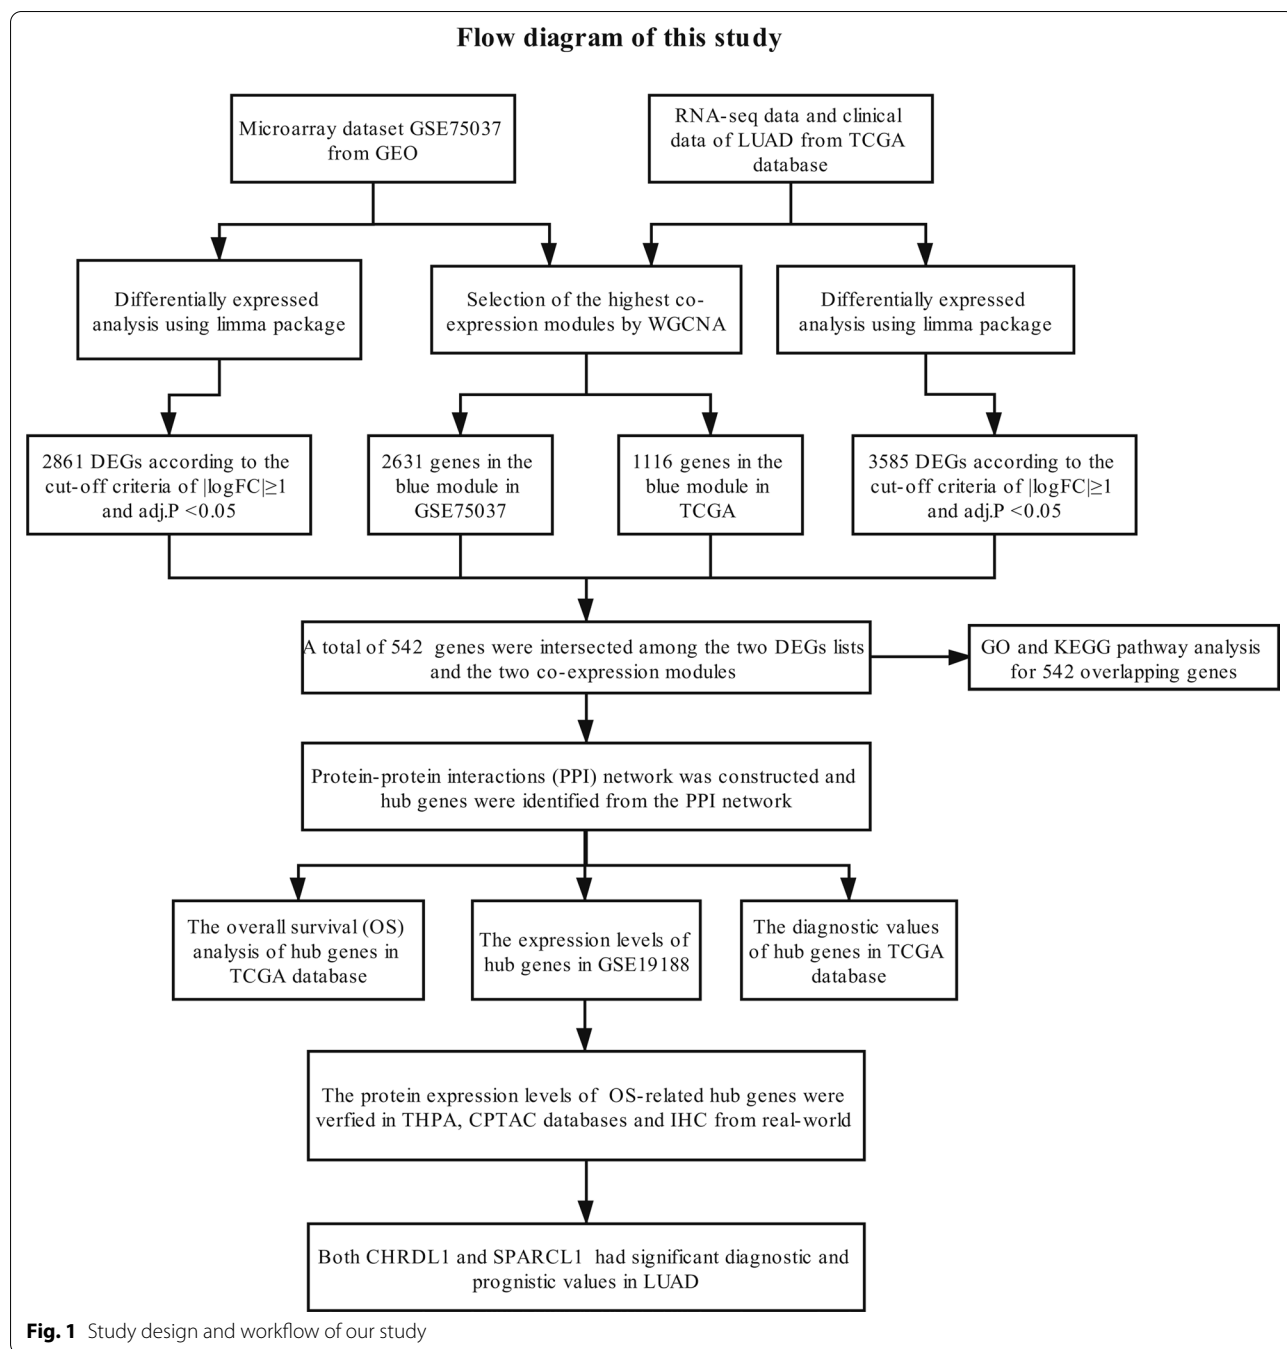 Flow diagram of this study
Microarray dataset GSE75037
from GEO
RNA-seq data and clinical
data of LUAD from TCGA
database
Differentially expressed
analysis using limma package
Selection of the highest co-
expression modules by WGCNA
Differentially expressed
analysis using limma package
2861 DEGs according to the
cut-off criteria of |logFC|≥1
and adj.P <0.05
2631 genes in the
blue module in
GSE75037
1116 genes in the
blue module in
TCGA
3585 DEGs according to the
cut-off criteria of |logFC|≥1
and adj.P <0.05
A total of 542 genes were intersected among the two DEGs lists
and the two co-expression modules
GO and KEGG pathway analysis
for 542 overlapping genes
Protein-protein interactions (PPI) network was constructed and
hub genes were identified from the PPI network
The overall survival (OS)
analysis of hub genes in
TCGA database
The expression levels of
hub genes in GSE19188
The diagnostic values
of hub genes in TCGA
database
The protein expression levels of OS-related hub genes were
verfied in THPA, CPTAC databases and IHC from real-world
Both CHRDL1 and SPARCL1 had significant diagnostic and
prognistic values in LUAD
Fig. 1 Study design and workflow of our study